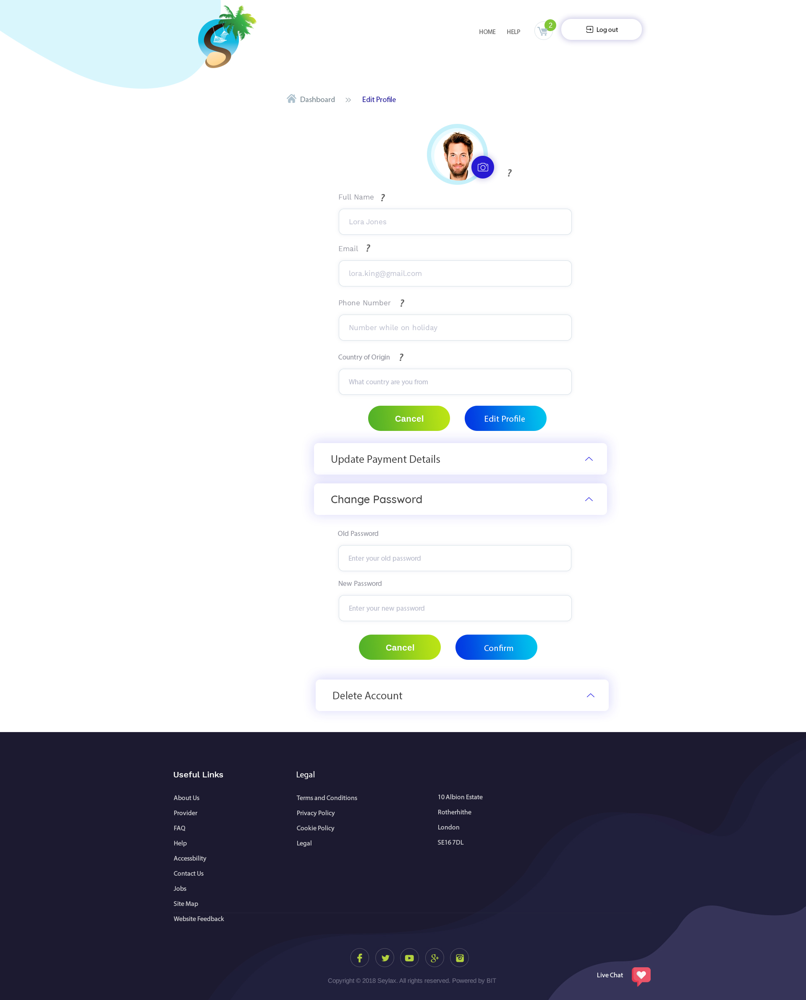 HOME HELP 2 Log out
Dashboard » Edit Profile
?
Full Name ?
Lora Jones
Email ?
lora.king@gmail.com
Phone Number ?
Number while on holiday
Country of Origin ?
What country are you from
Cancel Edit Profile
Update Payment Details
Change Password
Old Password
Enter your old password
New Password
Enter your new password
Cancel Confirm
Delete Account
Useful Links
About Us
Provider
FAQ
Help
Accessbility
Contact Us
Jobs
Site Map
Website Feedback
Legal
Terms and Conditions
Privacy Policy
Cookie Policy
Legal
10 Albion Estate
Rotherhithe
London
SE16 7DL
Copyright © 2018 Seylax. All rights reserved. Powered by BIT
Live Chat